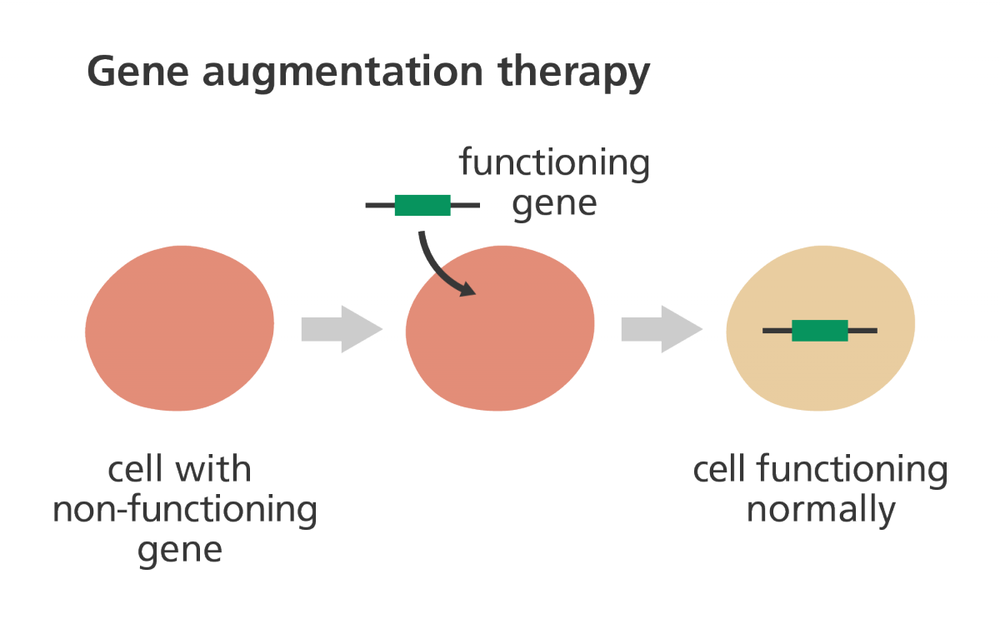 Gene augmentation therapy
functioning
gene
cell with
non-functioning
gene
cell functioning
normally